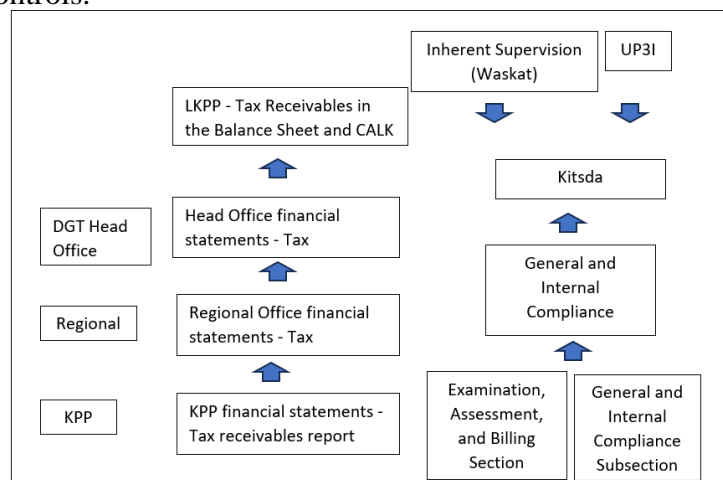 ontrols.
Inherent Supervision
(Waskat)
UP3I
LKPP - Tax Receivables in
the Balance Sheet and CALK
Kitsda
DGT Head
Office
Head Office financial
statements - Tax
General and
Internal
Compliance
Regional
Regional Office financial
statements - Tax
KPP
KPP financial statements -
Tax receivables report
Examination,
Assessment,
and Billing
Section
General and
Internal
Compliance
Subsection